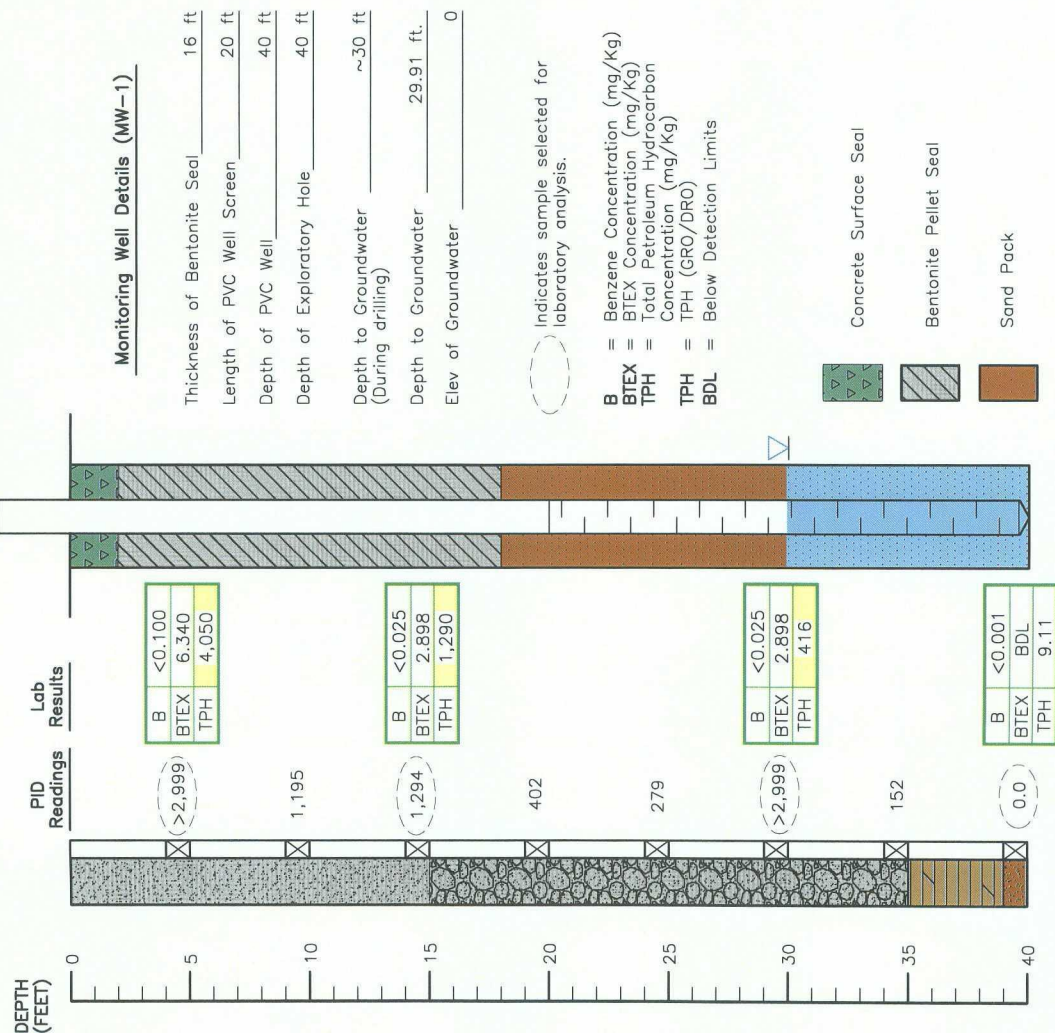 DEPTH
(FEET)
0
5
10
15
20
25
30
35
40
PID
Readings
>2,999
1,195
1,294
402
279
>2,999
152
0.0
Lab
Results
B <0.100
BTEX 6.340
TPH 4,050
B <0.025
BTEX 2.898
TPH 1,290
B <0.025
BTEX 2.898
TPH 416
B <0.001
BTEX BDL
TPH 9.11
Monitoring Well Details (MW-1)
Thickness of Bentonite Seal 16 ft
Length of PVC Well Screen 20 ft
Depth of PVC Well 40 ft
Depth of Exploratory Hole 40 ft
Depth to Groundwater ~30 ft
(During drilling)
Depth to Groundwater 29.91 ft.
Elev of Groundwater 0
Indicates sample selected for
laboratory analysis.
B = Benzene Concentration (mg/Kg)
BTEX = BTEX Concentration (mg/Kg)
TPH = Total Petroleum Hydrocarbon
Concentration (mg/Kg)
TPH = TPH (GRO/DRO)
BDL = Below Detection Limits
Concrete Surface Seal
Bentonite Pellet Seal
Sand Pack